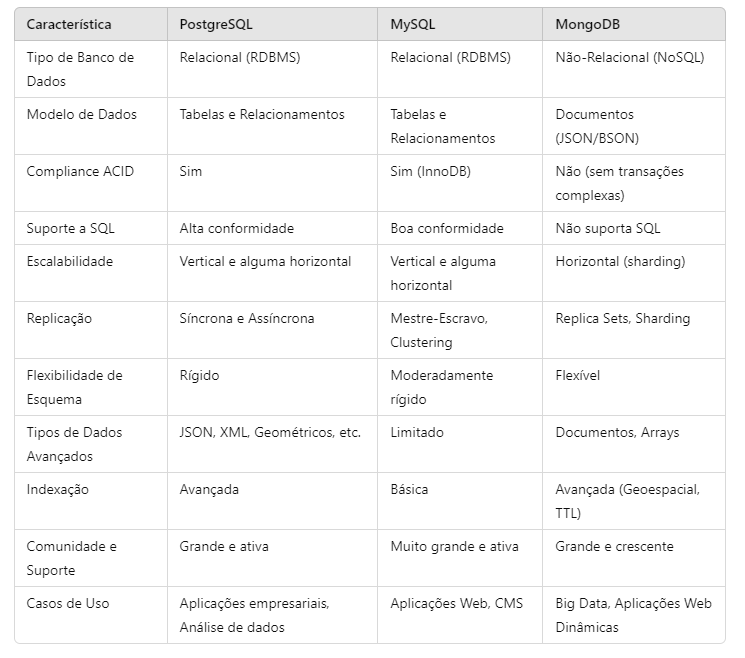 Característica PostgreSQL MySQL MongoDB
Tipo de Banco de Dados Relacional (RDBMS) Relacional (RDBMS) Não-Relacional (NoSQL)
Modelo de Dados Tabelas e Relacionamentos Tabelas e Relacionamentos Documentos (JSON/BSON)
Compliance ACID Sim Sim (InnoDB) Não (sem transações complexas)
Suporte a SQL Alta conformidade Boa conformidade Não suporta SQL
Escalabilidade Vertical e alguma horizontal Vertical e alguma horizontal Horizontal (sharding)
Replicação Síncrona e Assíncrona Mestre-Escravo, Clustering Replica Sets, Sharding
Flexibilidade de Esquema Rígido Moderadamente rígido Flexível
Tipos de Dados Avançados JSON, XML, Geométricos, etc. Limitado Documentos, Arrays
Indexação Avançada Básica Avançada (Geoespacial, TTL)
Comunidade e Suporte Grande e ativa Muito grande e ativa Grande e crescente
Casos de Uso Aplicações empresariais, Análise de dados Aplicações Web, CMS Big Data, Aplicações Web Dinâmicas